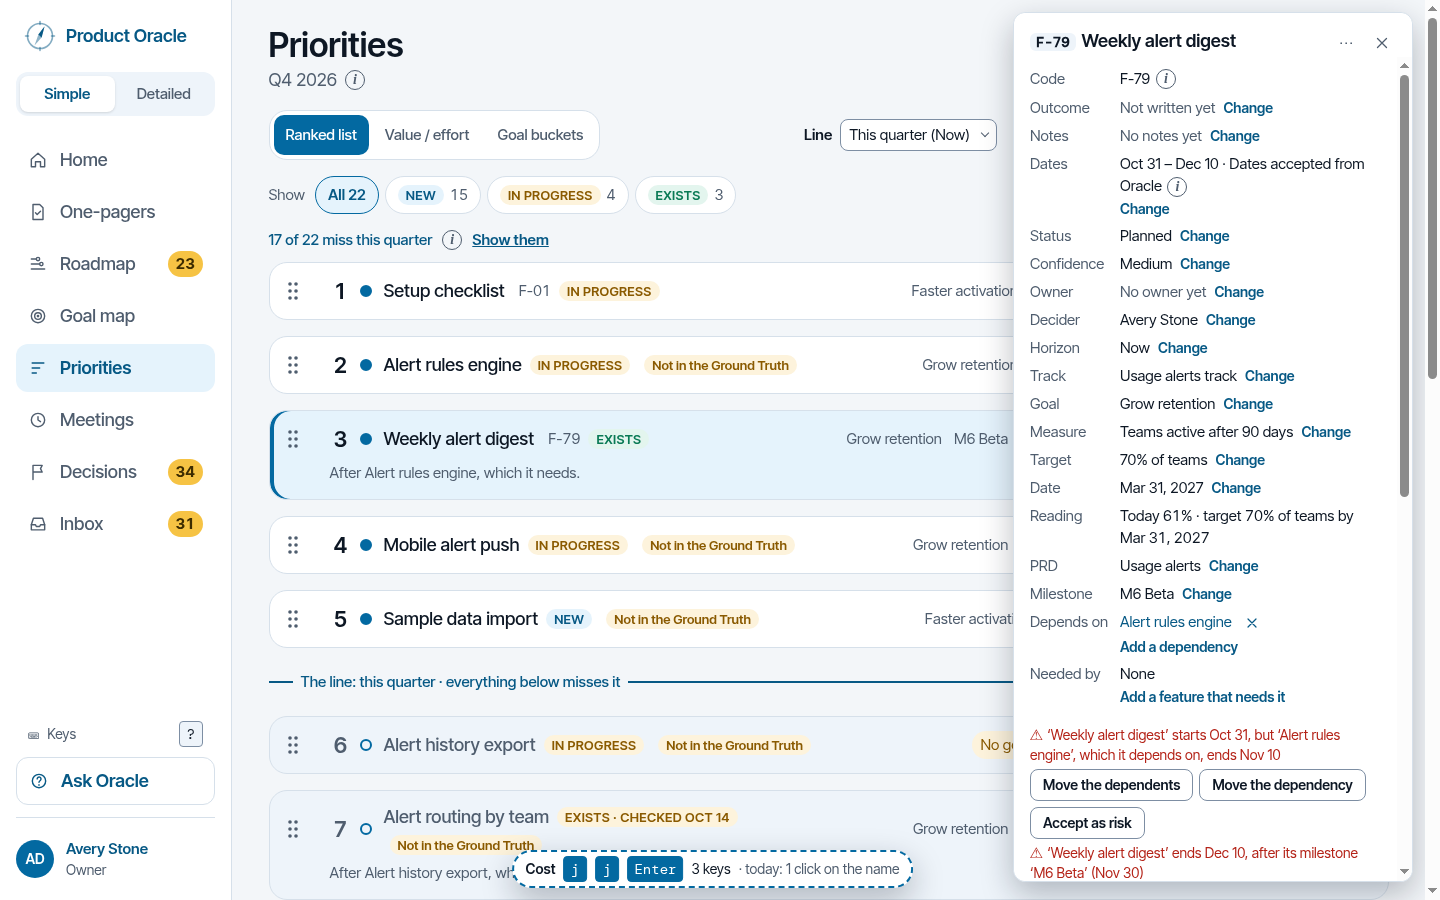 Product Oracle
Simple
Detailed
Home
One-pagers
Roadmap 23
Goal map
Priorities
Meetings
Decisions 34
Inbox 31
Keys ?
Ask Oracle
AD
Avery Stone
Owner
Priorities
Q4 2026 i
Ranked list
Value / effort
Goal buckets
Line This quarter (Now)
Show All 22 NEW 15 IN PROGRESS 4 EXISTS 3
17 of 22 miss this quarter i Show them
1 Setup checklist F-01 IN PROGRESS Faster activation
2 Alert rules engine IN PROGRESS Not in the Ground Truth Grow retention
3 Weekly alert digest F-79 EXISTS Grow retention M6 Beta
After Alert rules engine, which it needs.
4 Mobile alert push IN PROGRESS Not in the Ground Truth Grow retention
5 Sample data import NEW Not in the Ground Truth Faster activati
The line: this quarter · everything below misses it
6 Alert history export IN PROGRESS Not in the Ground Truth No g
7 Alert routing by team EXISTS · CHECKED OCT 14 Grow retention
Not in the Ground Truth
After Alert history export, wh
Cost j j Enter 3 keys · today: 1 click on the name
F-79 Weekly alert digest ...
Code F-79 i
Outcome Not written yet Change
Notes No notes yet Change
Dates Oct 31 – Dec 10 · Dates accepted from
Oracle i
Change
Status Planned Change
Confidence Medium Change
Owner No owner yet Change
Decider Avery Stone Change
Horizon Now Change
Track Usage alerts track Change
Goal Grow retention Change
Measure Teams active after 90 days Change
Target 70% of teams Change
Date Mar 31, 2027 Change
Reading Today 61% · target 70% of teams by
Mar 31, 2027
PRD Usage alerts Change
Milestone M6 Beta Change
Depends on Alert rules engine ×
Add a dependency
Needed by None
Add a feature that needs it
⚠ ‘Weekly alert digest’ starts Oct 31, but ‘Alert rules
engine’, which it depends on, ends Nov 10
Move the dependents
Move the dependency
Accept as risk
⚠ ‘Weekly alert digest’ ends Dec 10, after its milestone
‘M6 Beta’ (Nov 30)